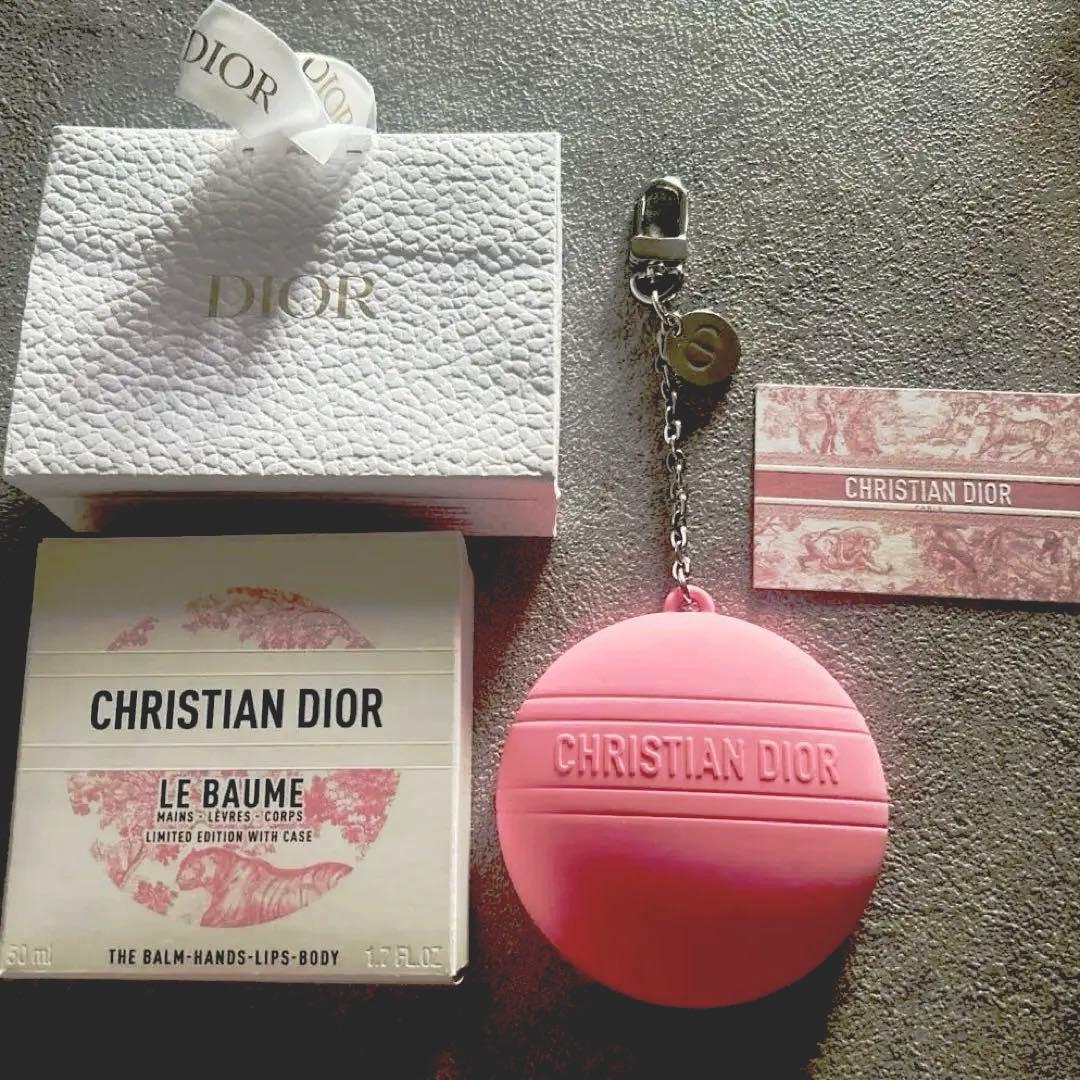 DIOR
DIOR
DIOR
CHRISTIAN DIOR
PARIS
CHRISTIAN DIOR
LE BAUME
MAINS - LÈVRES - CORPS
LIMITED EDITION WITH CASE
50 ml
THE BALM-HANDS-LIPS-BODY
1.7 FL.OZ
CHRISTIAN DIOR